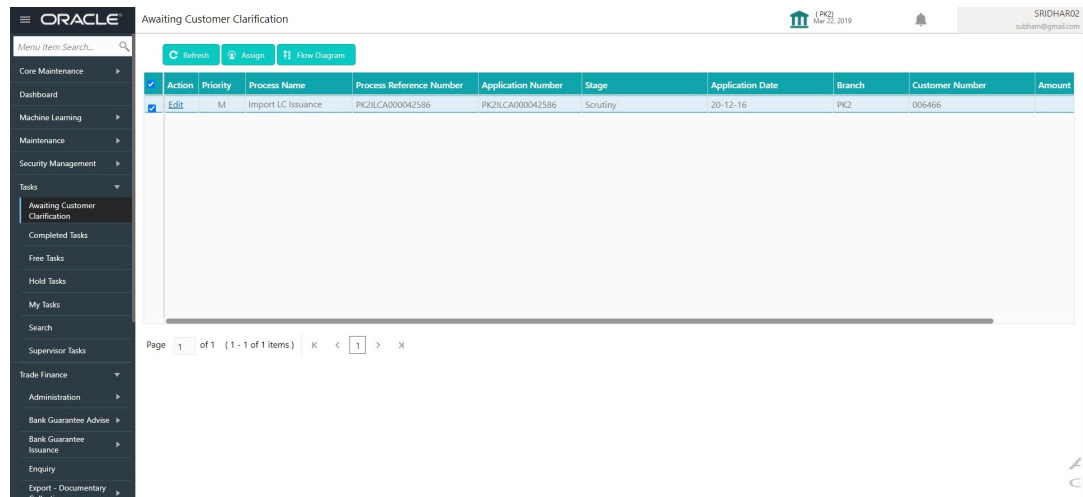 ORACLE
Awaiting Customer Clarification
( PK2)
Mar 22, 2019
SRIDHAR02
subham@gmail.com
Menu Item Search...
Core Maintenance
Dashboard
Machine Learning
Maintenance
Security Management
Tasks
Awaiting Customer
Clarification
Completed Tasks
Free Tasks
Hold Tasks
My Tasks
Search
Supervisor Tasks
Trade Finance
Administration
Bank Guarantee Advise
Bank Guarantee
Issuance
Enquiry
Export - Documentary
Refresh Assign Flow Diagram
Action Priority Process Name Process Reference Number Application Number Stage Application Date Branch Customer Number Amount
Edit M Import LC Issuance PK2ILCA000042586 PK2ILCA000042586 Scrutiny 20-12-16 PK2 006466
Page 1 of 1 (1 - 1 of 1 items) 1